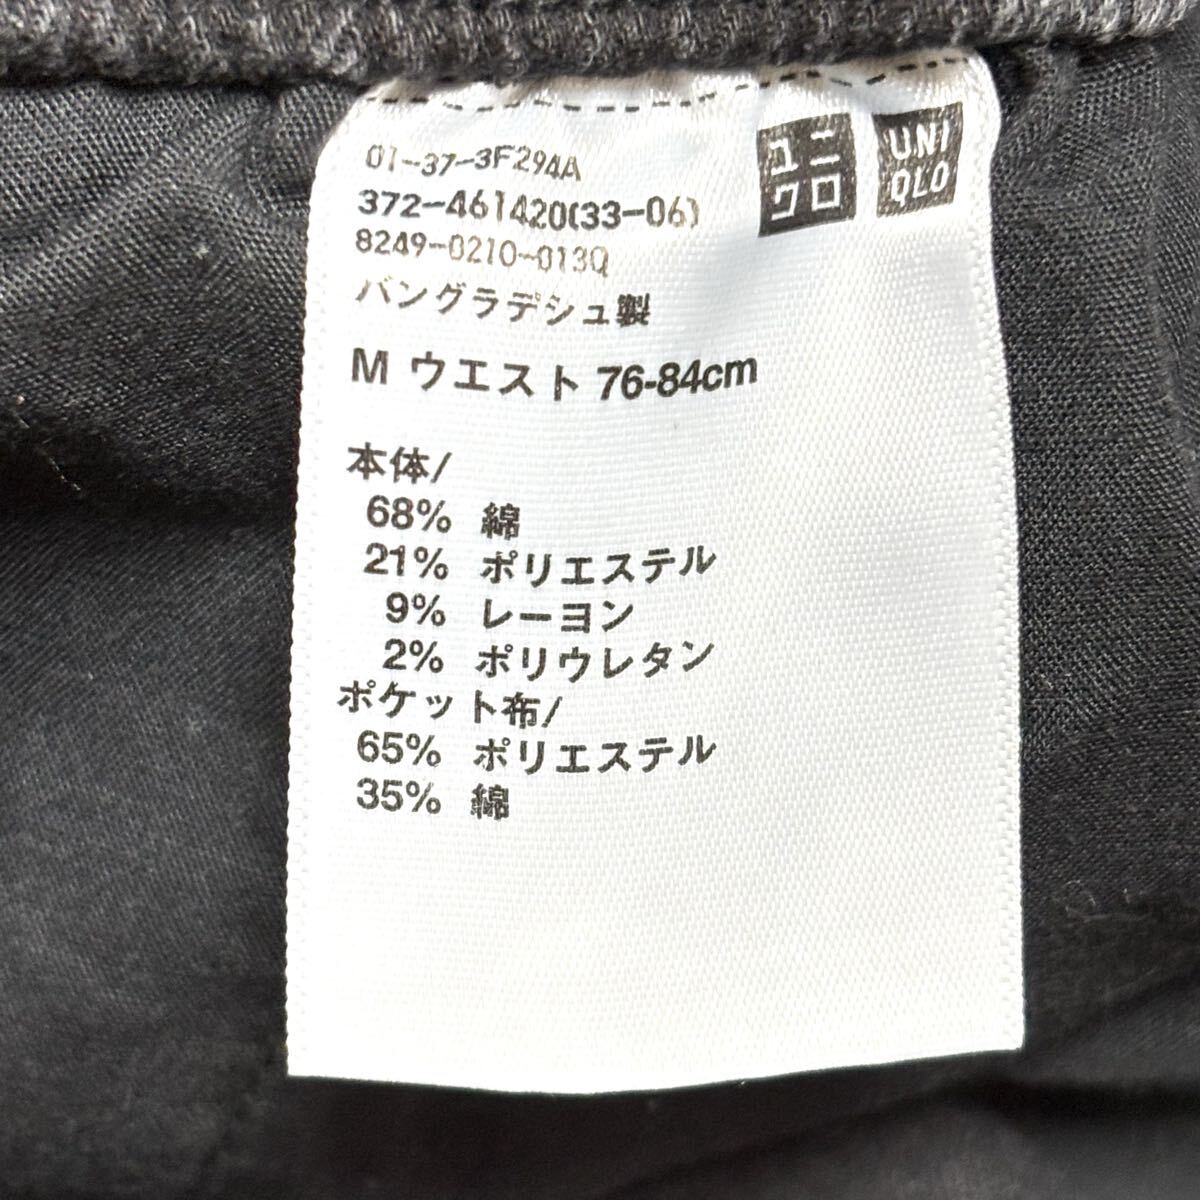 01-37-3F294A
372-461420(33-06)
8249-0210-013Q
バングラデシュ製
ユニ
クロ
UNI
QLO
M ウエスト 76-84cm
本体/
68% 綿
21% ポリエステル
9% レーヨン
2% ポリウレタン
ポケット布/
65% ポリエステル
35% 綿